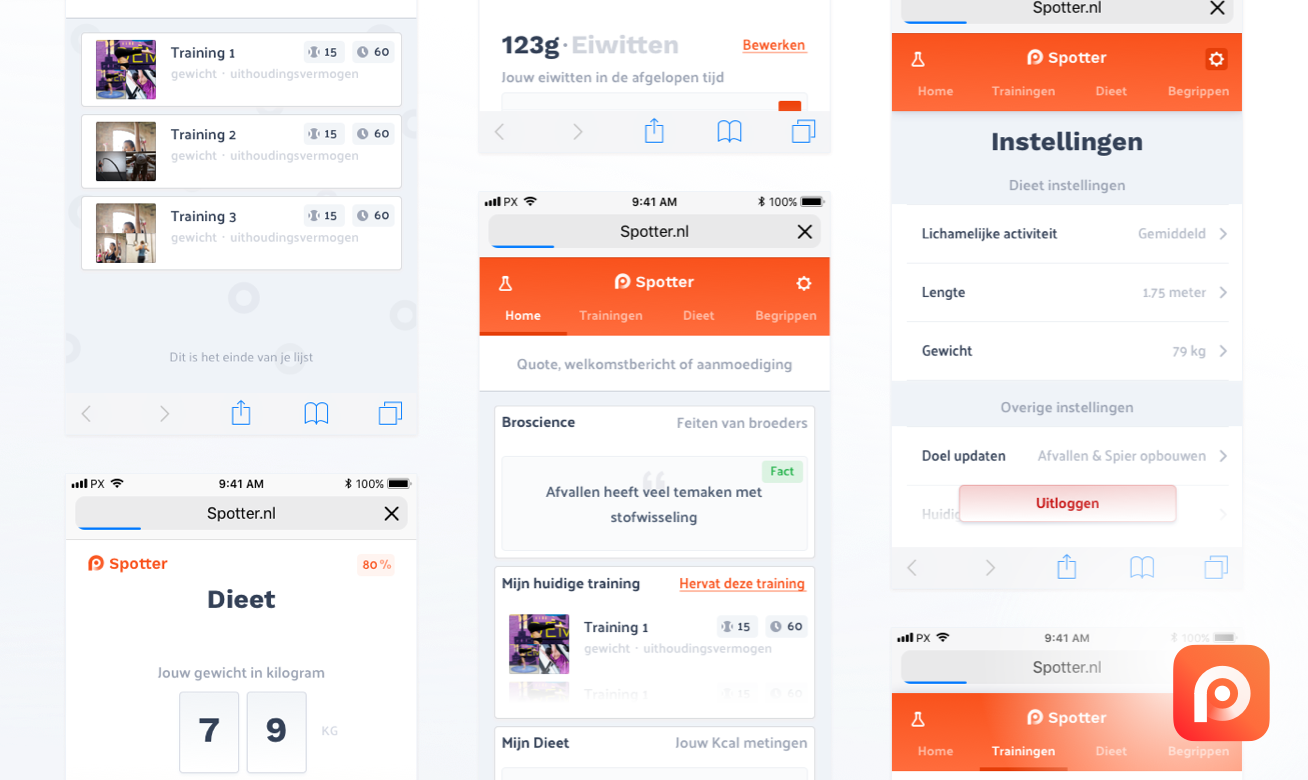 Training 1
15
60
gewicht · uithoudingsvermogen
Training 2
15
60
gewicht · uithoudingsvermogen
Training 3
15
60
gewicht · uithoudingsvermogen
Dit is het einde van je lijst
PX
9:41 AM
100%
Spotter.nl
Spotter
80 %
Dieet
Jouw gewicht in kilogram
7
9
KG
123g · Eiwitten
Bewerken
Jouw eiwitten in de afgelopen tijd
PX
9:41 AM
100%
Spotter.nl
Spotter
Home
Trainingen
Dieet
Begrippen
Quote, welkomstbericht of aanmoediging
Broscience
Feiten van broeders
Fact
“
Afvallen heeft veel temaken met
stofwisseling
Mijn huidige training
Hervat deze training
Training 1
15
60
gewicht · uithoudingsvermogen
Training 1
15
60
Mijn Dieet
Jouw Kcal metingen
Spotter.nl
Spotter
Home
Trainingen
Dieet
Begrippen
Instellingen
Dieet instellingen
Lichamelijke activiteit
Gemiddeld
Lengte
1.75 meter
Gewicht
79 kg
Overige instellingen
Doel updaten
Afvallen & Spier opbouwen
Uitloggen
PX
9:41 AM
100%
Spotter.nl
Spotter
Home
Trainingen
Dieet
Begrippen